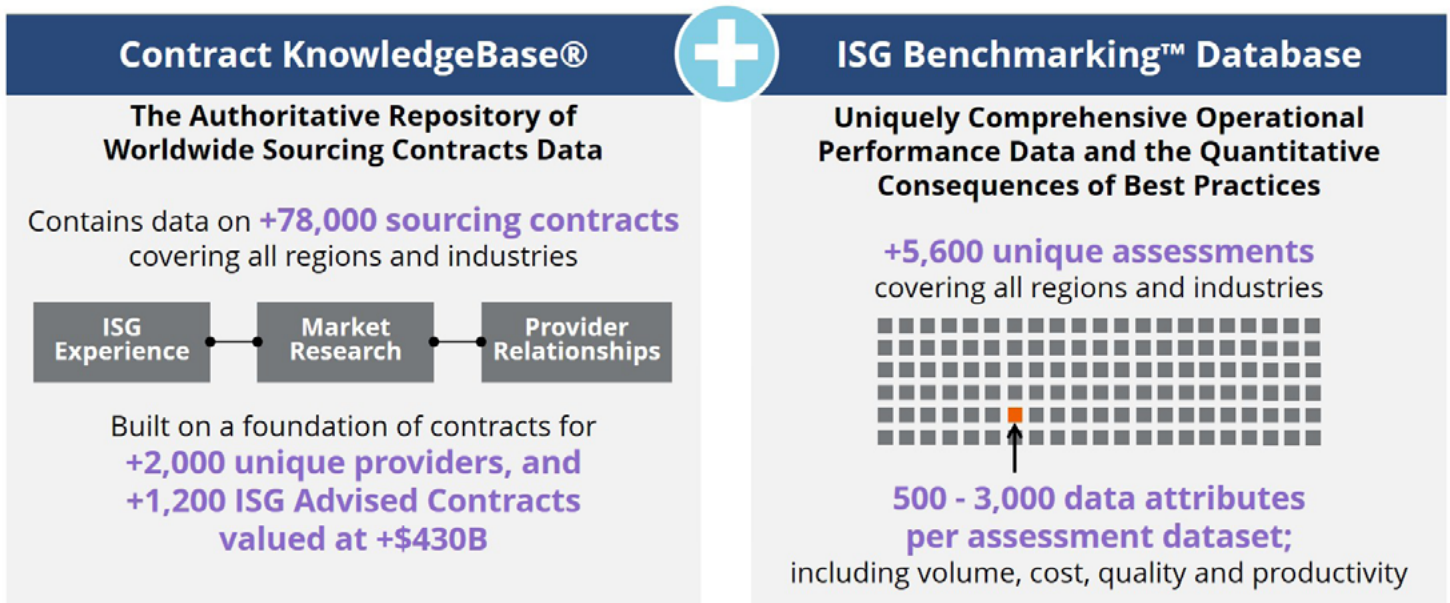 Contract KnowledgeBase®
The Authoritative Repository of
Worldwide Sourcing Contracts Data
Contains data on +78,000 sourcing contracts
covering all regions and industries
ISG
Experience
Market
Research
Provider
Relationships
Built on a foundation of contracts for
+2,000 unique providers, and
+1,200 ISG Advised Contracts
valued at +$430B
ISG Benchmarking™ Database
Uniquely Comprehensive Operational
Performance Data and the Quantitative
Consequences of Best Practices
+5,600 unique assessments
covering all regions and industries
500 - 3,000 data attributes
per assessment dataset;
including volume, cost, quality and productivity